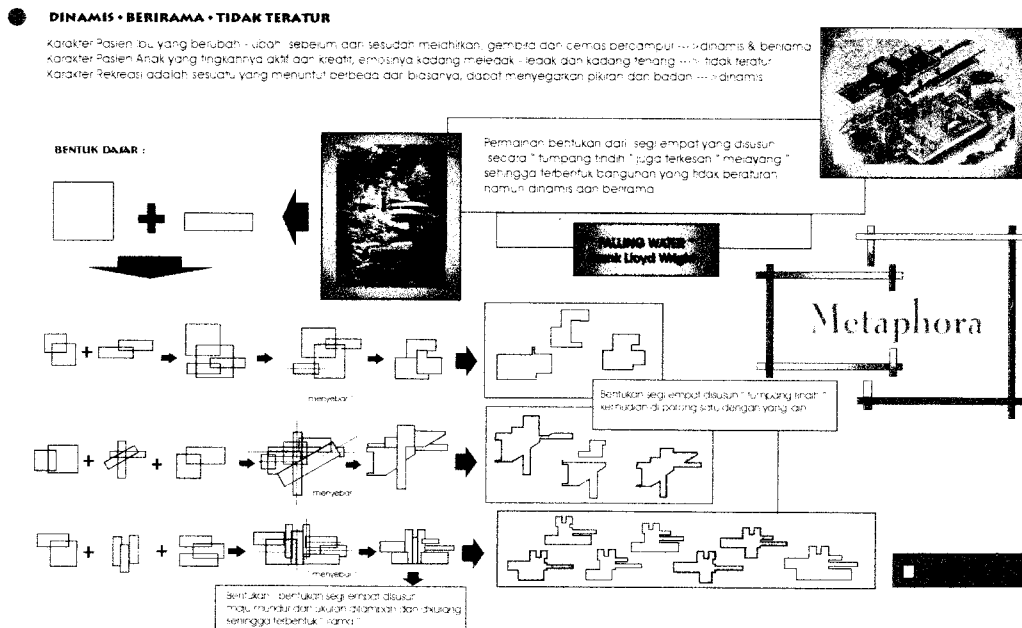 DINAMIS • BERIRAMA • TIDAK TERATUR
Karakter Pasien Ibu yang berubah - ubah sebelum dan sesudah melahirkan, gembira dan cemas bercampur ---> dinamis & berirama
Karakter Pasien Anak yang tingkahnya aktif dan kreatif, emosinya kadang meledak - ledak dan kadang tenang ---> tidak teratur
Karakter Rekreasi adalah sesuatu yang menuntut berbeda dari biasanya, dapat menyegarkan pikiran dan badan ---> dinamis
BENTUK DASAR :
Permainan bentukan dari segi empat yang disusun
secara " tumpang tindih " juga terkesan " melayang "
sehingga terbentuk bangunan yang tidak beraturan
namun dinamis dan berirama
FALLING WATER
Frank Lloyd Wright
Metaphora
" menyebar "
Bentukan segi empat disusun " tumpang tindih "
kemudian di potong satu dengan yang lain
" menyebar "
" menyebar "
Bentukan - bentukan segi empat disusun
maju mundur dan ukuran ditambah dan dikurang
sehingga terbentuk " irama "